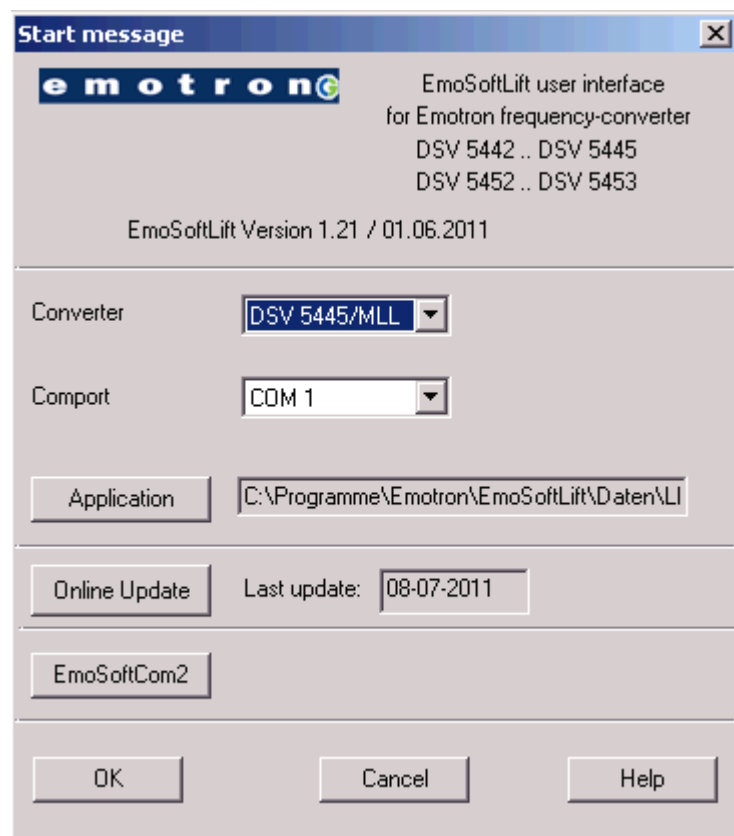 Start message
emotron
EmoSoftLift user interface
for Emotron frequency-converter
DSV 5442 .. DSV 5445
DSV 5452 .. DSV 5453
EmoSoftLift Version 1.21 / 01.06.2011
Converter
DSV 5445/MLL
Comport
COM 1
Application
C:\Programme\Emotron\EmoSoftLift\Daten\LI
Online Update
Last update:
08-07-2011
EmoSoftCom2
OK
Cancel
Help